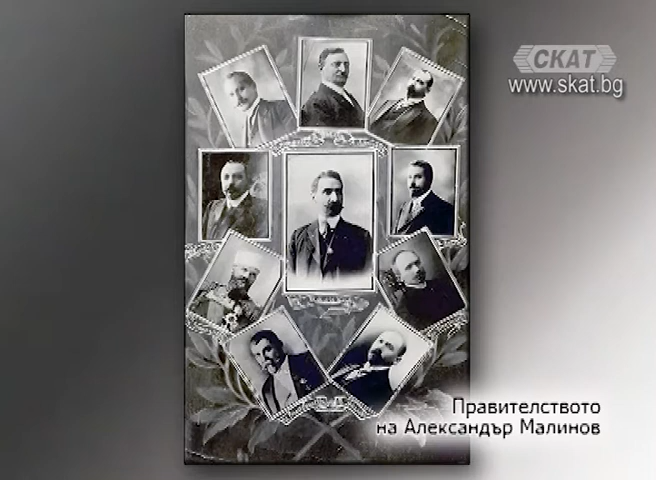 СКАТ
www.skat.bg
Правителството
на Александър Малинов